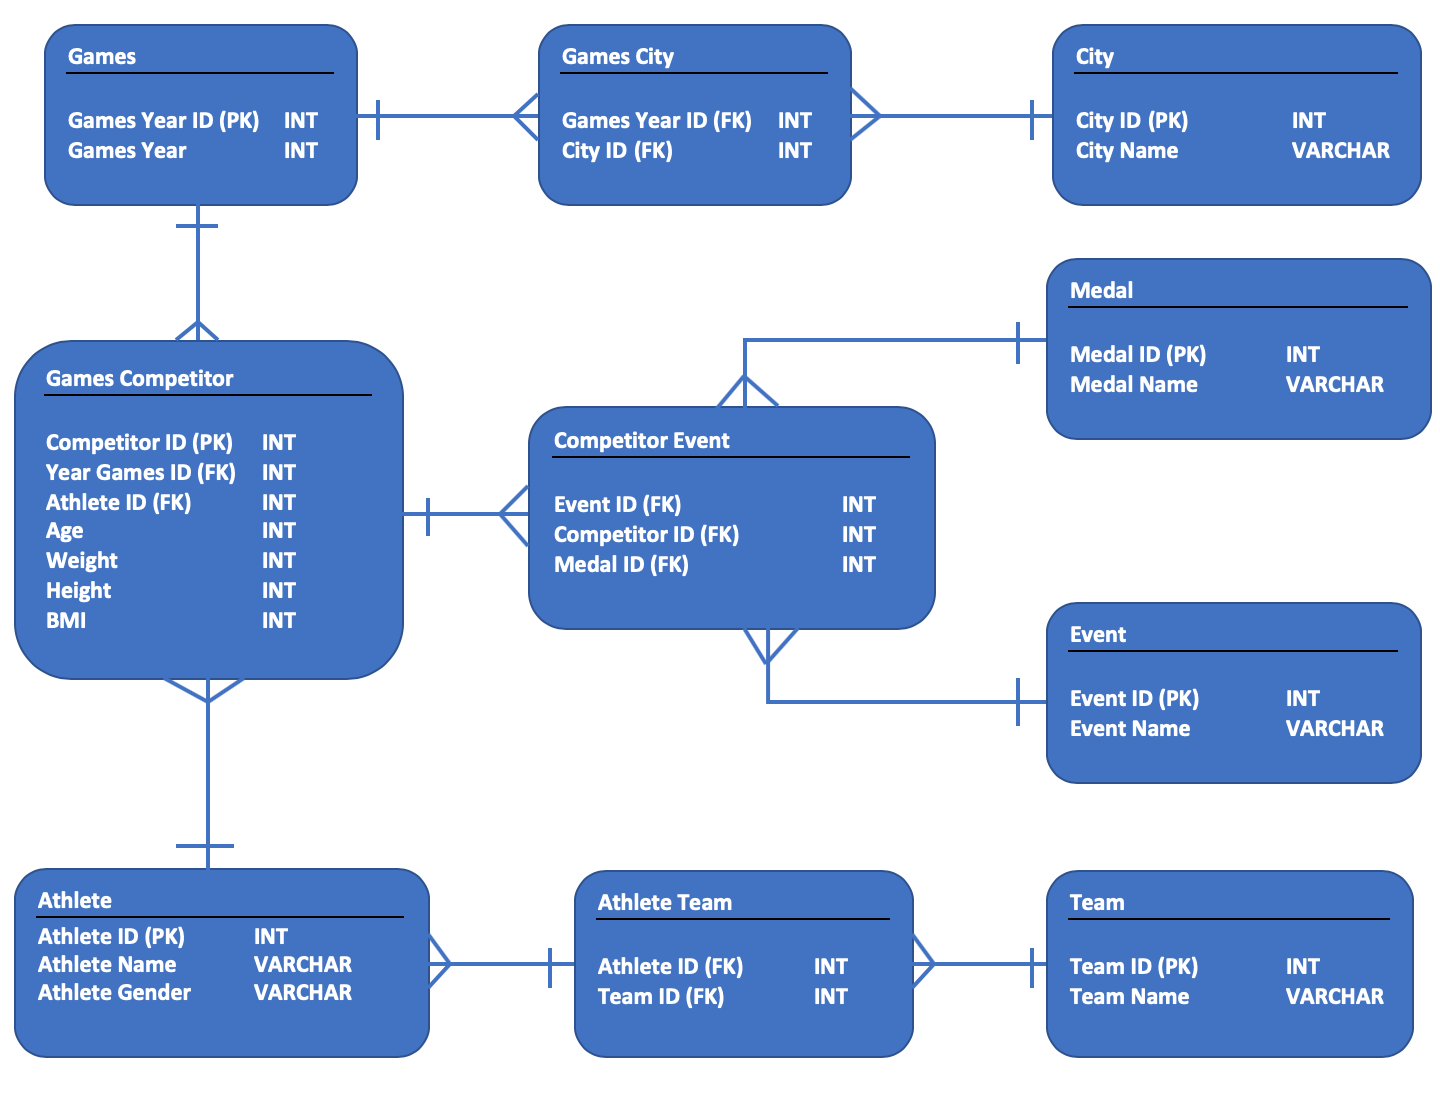 Games
Games Year ID (PK) INT
Games Year INT
Games City
Games Year ID (FK) INT
City ID (FK) INT
City
City ID (PK) INT
City Name VARCHAR
Medal
Medal ID (PK) INT
Medal Name VARCHAR
Games Competitor
Competitor ID (PK) INT
Year Games ID (FK) INT
Athlete ID (FK) INT
Age INT
Weight INT
Height INT
BMI INT
Competitor Event
Event ID (FK) INT
Competitor ID (FK) INT
Medal ID (FK) INT
Event
Event ID (PK) INT
Event Name VARCHAR
Athlete
Athlete ID (PK) INT
Athlete Name VARCHAR
Athlete Gender VARCHAR
Athlete Team
Athlete ID (FK) INT
Team ID (FK) INT
Team
Team ID (PK) INT
Team Name VARCHAR